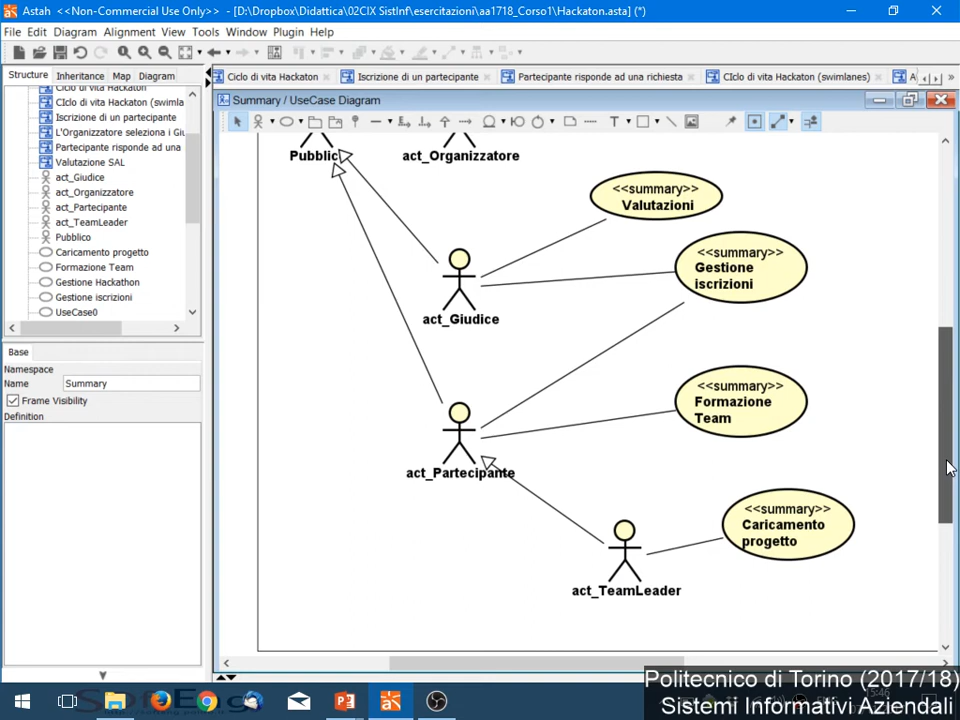 Astah <<Non-Commercial Use Only>> - [D:\Dropbox\Didattica\02CIX SistInf\esercitazioni\aa1718_Corso1\Hackaton.asta] (*)
File Edit Diagram Alignment View Tools Window Plugin Help
Structure Inheritance Map Diagram
Ciclo di vita Hackaton
Iscrizione di un partecipante
Partecipante risponde ad una richiesta
CIclo di vita Hackaton (swimlanes)
A
Summary / UseCase Diagram
Ciclo di vita Hackaton
CIclo di vita Hackaton (swimla
Iscrizione di un partecipante
L'Organizzatore seleziona i Giu
Partecipante risponde ad una
Valutazione SAL
act_Giudice
act_Organizzatore
act_Partecipante
act_TeamLeader
Pubblico
Caricamento progetto
Formazione Team
Gestione Hackathon
Gestione iscrizioni
UseCase0
Base
Namespace
Name Summary
Frame Visibility
Definition
T
Pubblic
act_Organizzatore
<<summary>>
Valutazioni
<<summary>>
Gestione
iscrizioni
act_Giudice
<<summary>>
Formazione
Team
act_Partecipante
<<summary>>
Caricamento
progetto
act_TeamLeader
Politecnico di Torino (2017/18)
Sistemi Informativi Aziendali
5:46